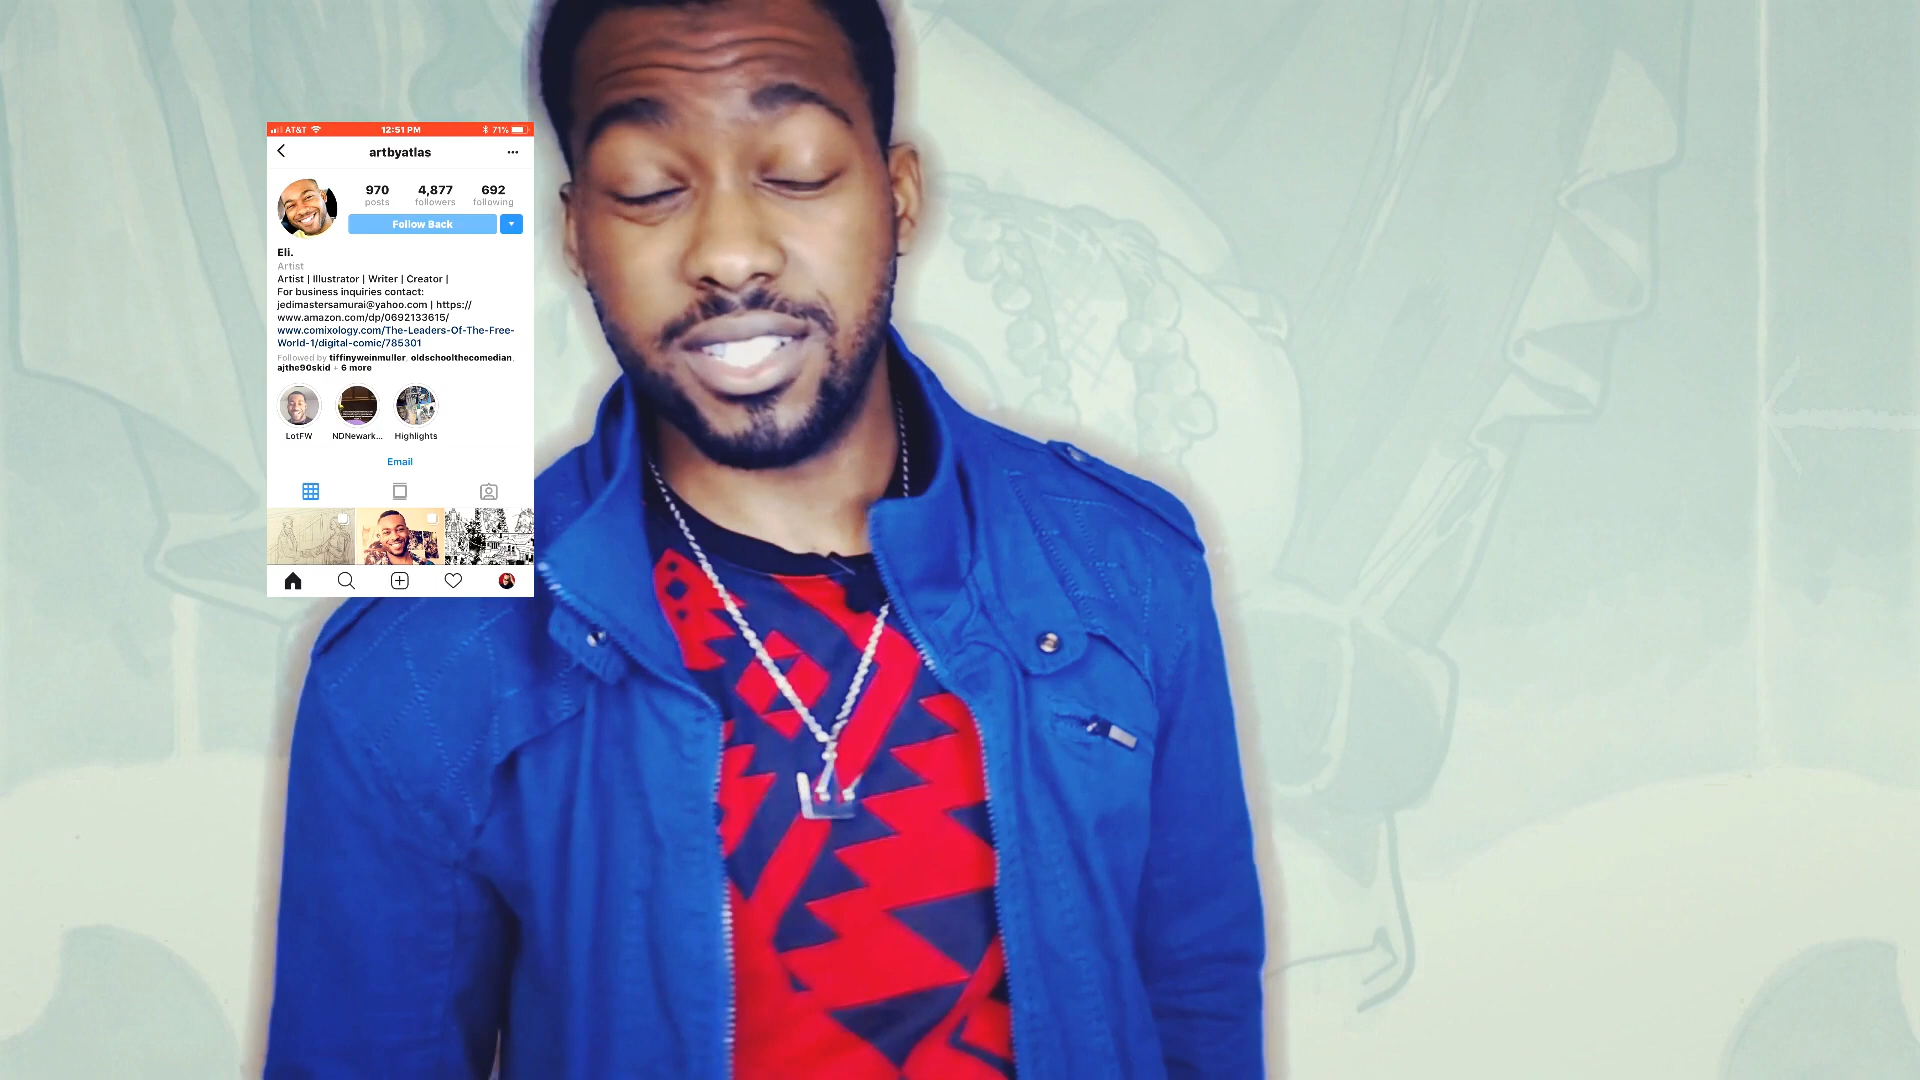 AT&T
12:51 PM
71%
artbyatlas
970
4,877
692
posts
followers
following
Follow Back
Eli.
Artist
Artist | Illustrator | Writer | Creator |
For business inquiries contact:
jedimastersamurai@yahoo.com | https://
www.amazon.com/dp/0692133615/
www.comixology.com/The-Leaders-Of-The-Free-
World-1/digital-comic/785301
Followed by tiffinyweinmuller, oldschoolthecomedian,
ajthe90skid + 6 more
LotFW
NDNewark...
Highlights
Email